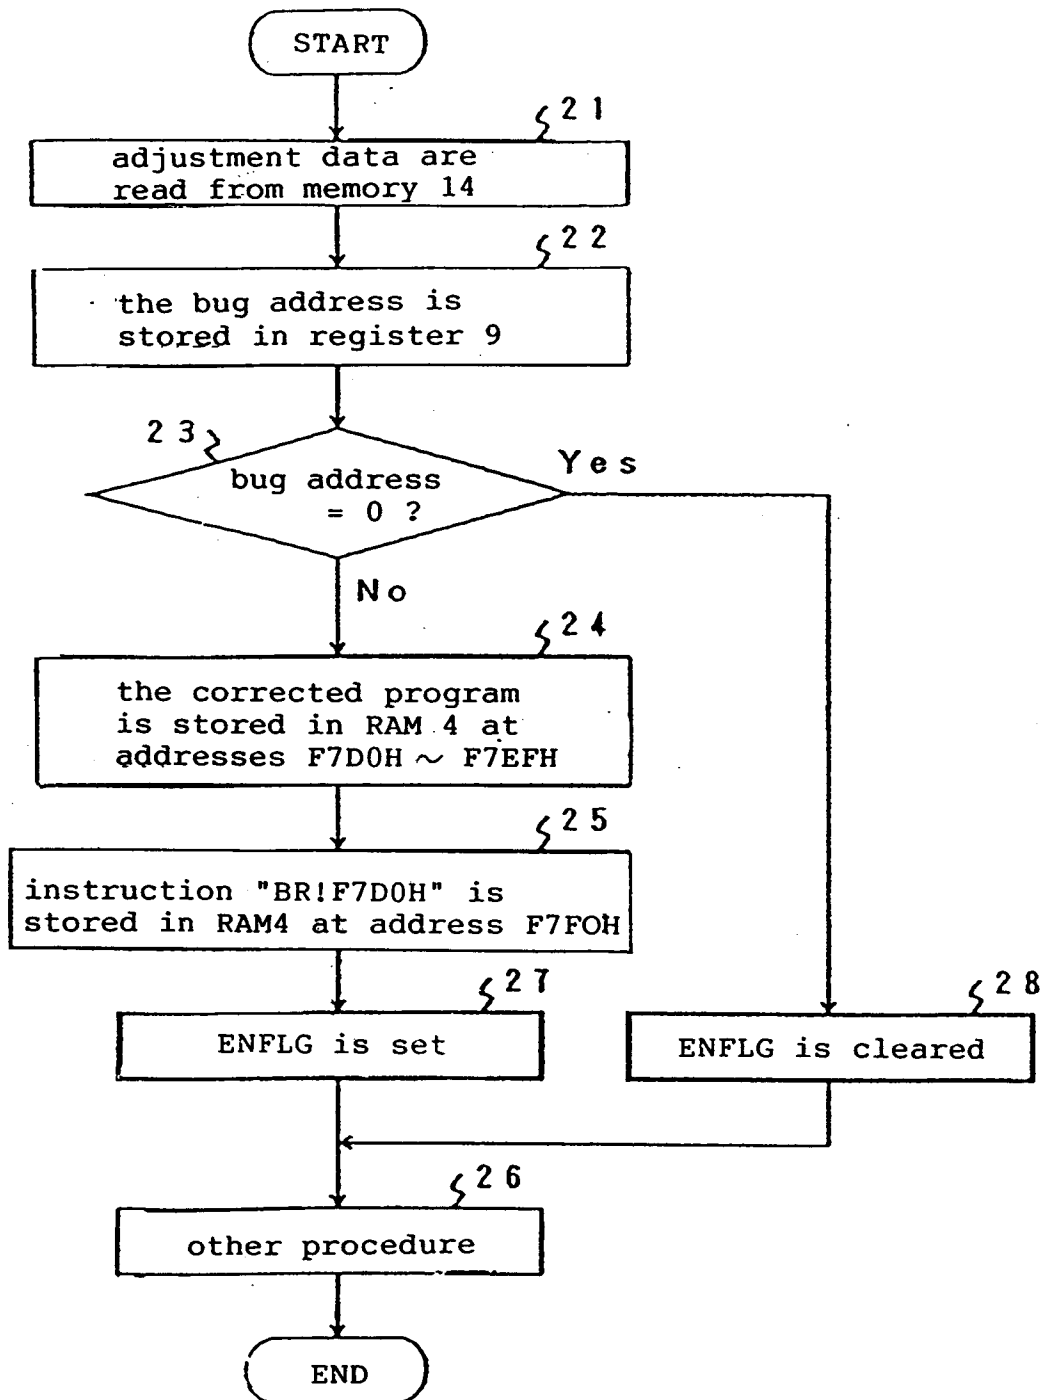 START
21
adjustment data are
read from memory 14
22
the bug address is
stored in register 9
23
bug address
= 0 ?
Yes
No
24
the corrected program
is stored in RAM 4 at
addresses F7D0H ~ F7EFH
25
instruction "BR!F7D0H" is
stored in RAM4 at address F7FOH
27
ENFLG is set
28
ENFLG is cleared
26
other procedure
END